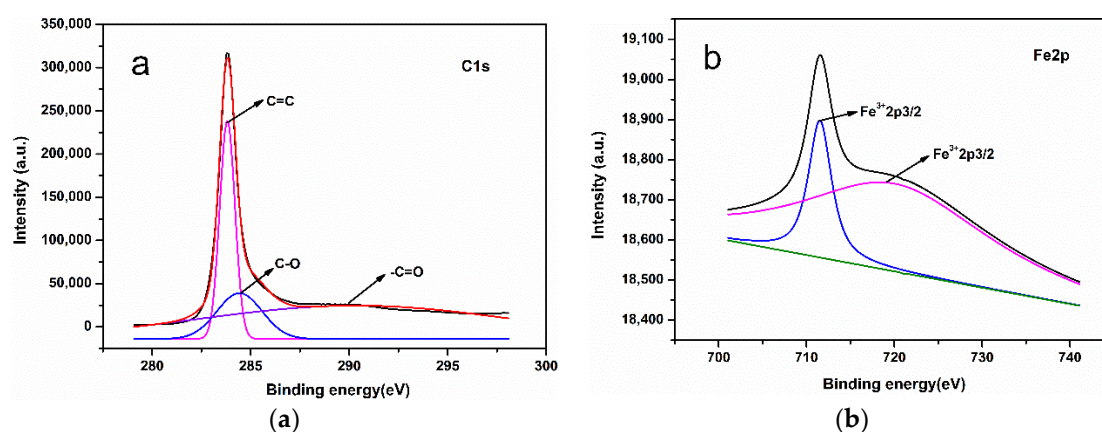 350,000
300,000
250,000
200,000
150,000
100,000
50,000
0
Intensity (a.u.)
a
C1s
C=C
C-O
-C=O
280
285
290
295
300
Binding energy(eV)
(a)
19,100
19,000
18,900
18,800
18,700
18,600
18,500
18,400
Intensity (a.u.)
b
Fe2p
Fe³⁺2p3/2
Fe³⁺2p3/2
700
710
720
730
740
Binding energy(eV)
(b)